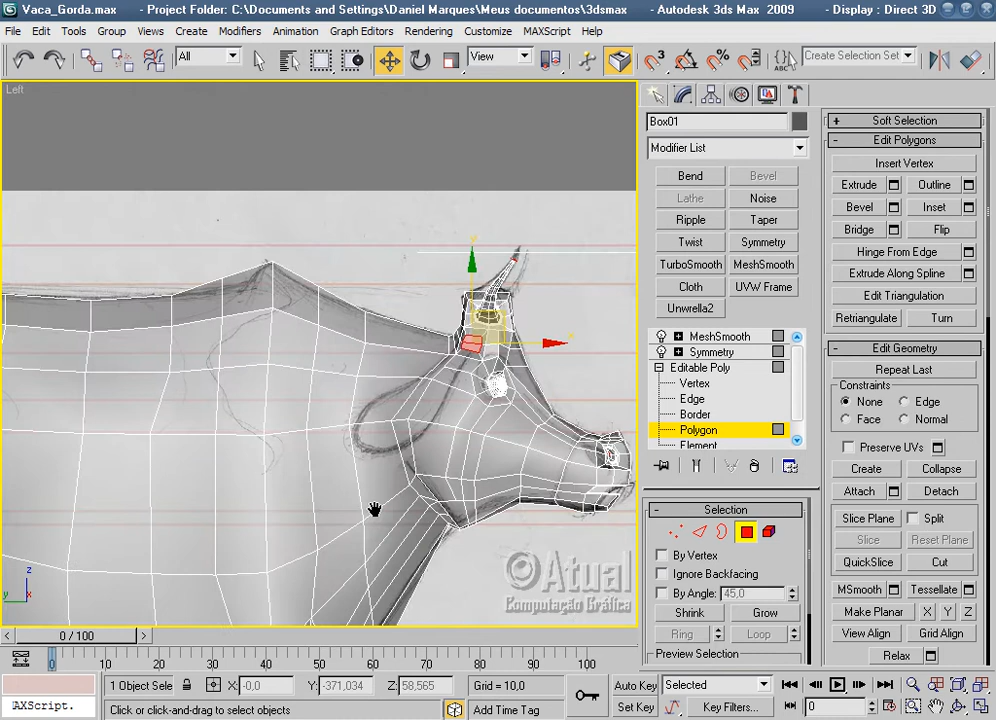 Vaca_Gorda.max - Project Folder: C:\Documents and Settings\Daniel Marques\Meus documentos\3dsmax - Autodesk 3ds Max 2009 - Display : Direct 3D
File Edit Tools Group Views Create Modifiers Animation Graph Editors Rendering Customize MAXScript Help
All View Create Selection Set
Left
Box01
Modifier List
Bend Bevel
Lathe Noise
Ripple Taper
Twist Symmetry
TurboSmooth MeshSmooth
Cloth UVW Frame
Unwrella2
MeshSmooth
Symmetry
Editable Poly
Vertex
Edge
Border
Polygon
Element
- Selection
By Vertex
Ignore Backfacing
By Angle: 45,0
Shrink Grow
Ring Loop
Preview Selection
+ Soft Selection
- Edit Polygons
Insert Vertex
Extrude Outline
Bevel Inset
Bridge Flip
Hinge From Edge
Extrude Along Spline
Edit Triangulation
Retriangulate Turn
- Edit Geometry
Repeat Last
Constraints
None Edge
Face Normal
Preserve UVs
Create Collapse
Attach Detach
Slice Plane Split
Slice Reset Plane
QuickSlice Cut
MSmooth Tessellate
Make Planar X Y Z
View Align Grid Align
Relax
Atual
Computação Gráfica
z
y x
< 0 / 100 >
0 10 20 30 40 50 60 70 80 90 100
1 Object Sele X: -0,0 Y: -371,034 Z: 58,565 Grid = 10,0 Auto Key Selected
AXScript. Click or click-and-drag to select objects Add Time Tag Set Key Key Filters... 0